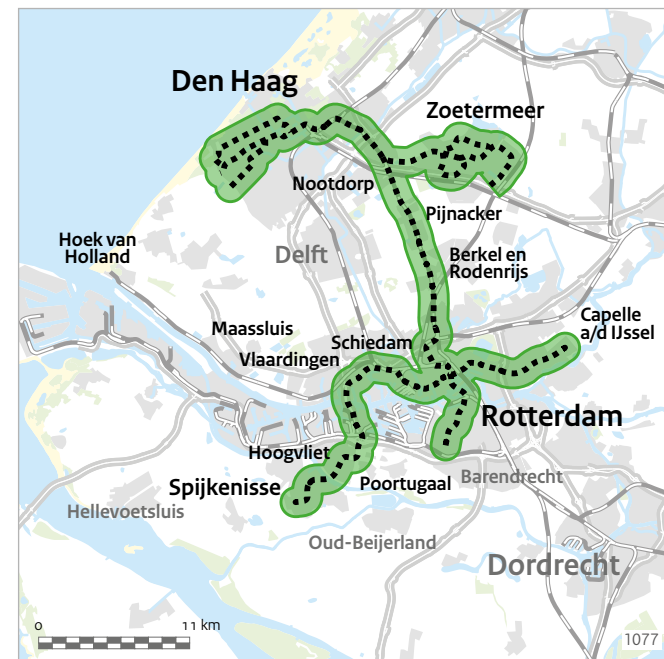 Den Haag
Zoetermeer
Nootdorp
Pijnacker
Hoek van
Holland
Delft
Berkel en
Rodenrijs
Capelle
a/d IJssel
Maassluis
Schiedam
Vlaardingen
Rotterdam
Hoogvliet
Spijkenisse
Poortugaal
Barendrecht
Hellevoetsluis
Oud-Beijerland
Dordrecht
0 11 km
1077